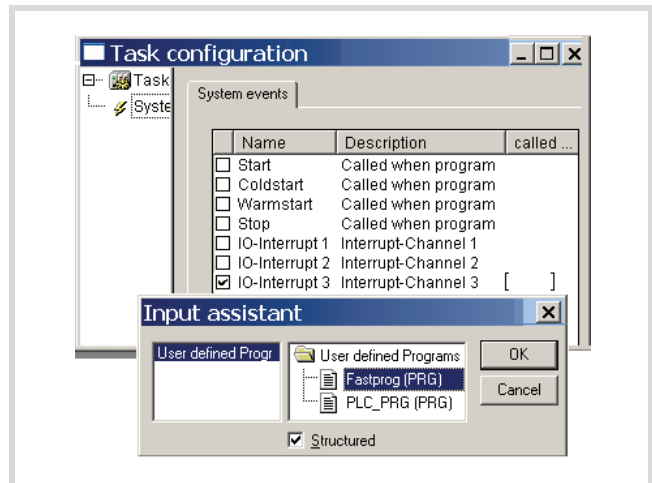 Task configuration
Task
Syste
System events
Name Description called ...
Start Called when program
Coldstart Called when program
Warmstart Called when program
Stop Called when program
IO-Interrupt 1 Interrupt-Channel 1
IO-Interrupt 2 Interrupt-Channel 2
IO-Interrupt 3 Interrupt-Channel 3 [ ]
Input assistant
User defined Progr
User defined Programs
Fastprog (PRG)
PLC_PRG (PRG)
OK
Cancel
Structured